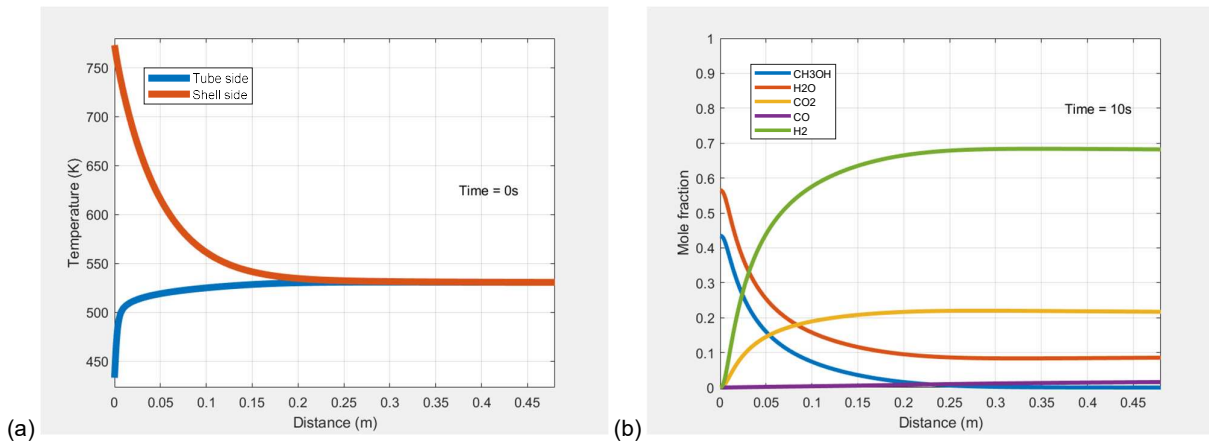 (a)
Temperature (K)
750
700
650
600
550
500
450
Tube side
Shell side
Time = 0s
0 0.05 0.1 0.15 0.2 0.25 0.3 0.35 0.4 0.45
Distance (m)
(b)
Mole fraction
1
0.9
0.8
0.7
0.6
0.5
0.4
0.3
0.2
0.1
0
CH3OH
H2O
CO2
CO
H2
Time = 10s
0 0.05 0.1 0.15 0.2 0.25 0.3 0.35 0.4 0.45
Distance (m)